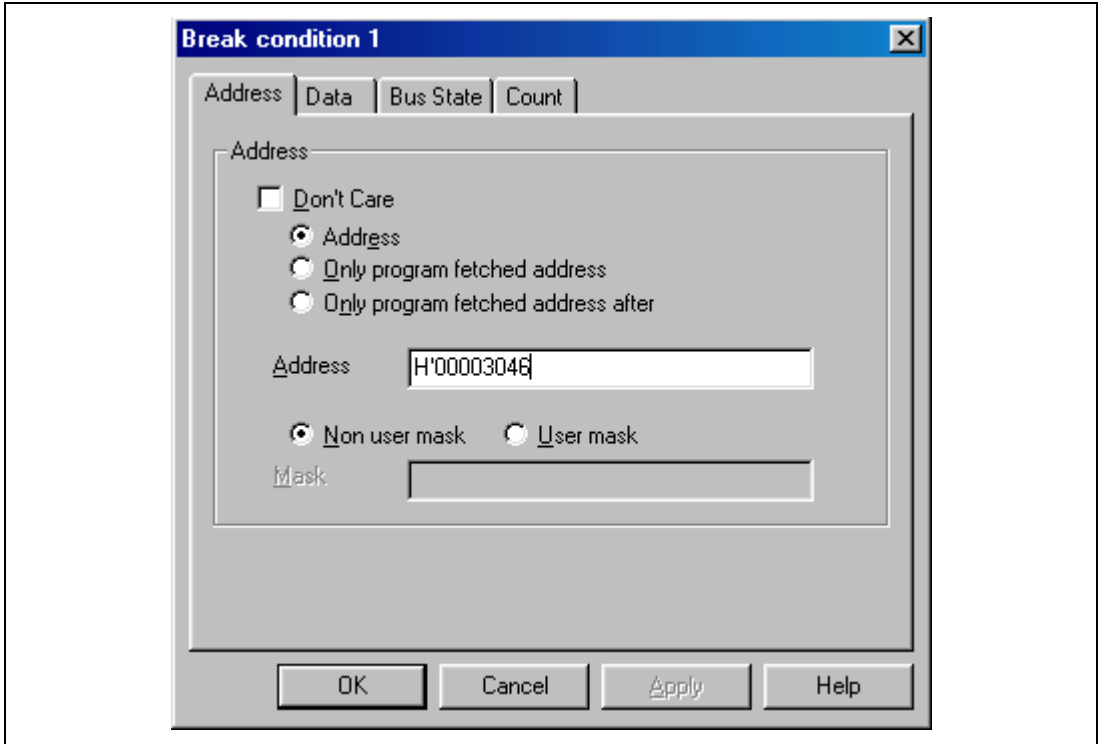 Break condition 1
Address Data Bus State Count
Address
Don't Care
Address
Only program fetched address
Only program fetched address after
Address H'00003046
Non user mask User mask
Mask
OK Cancel Apply Help